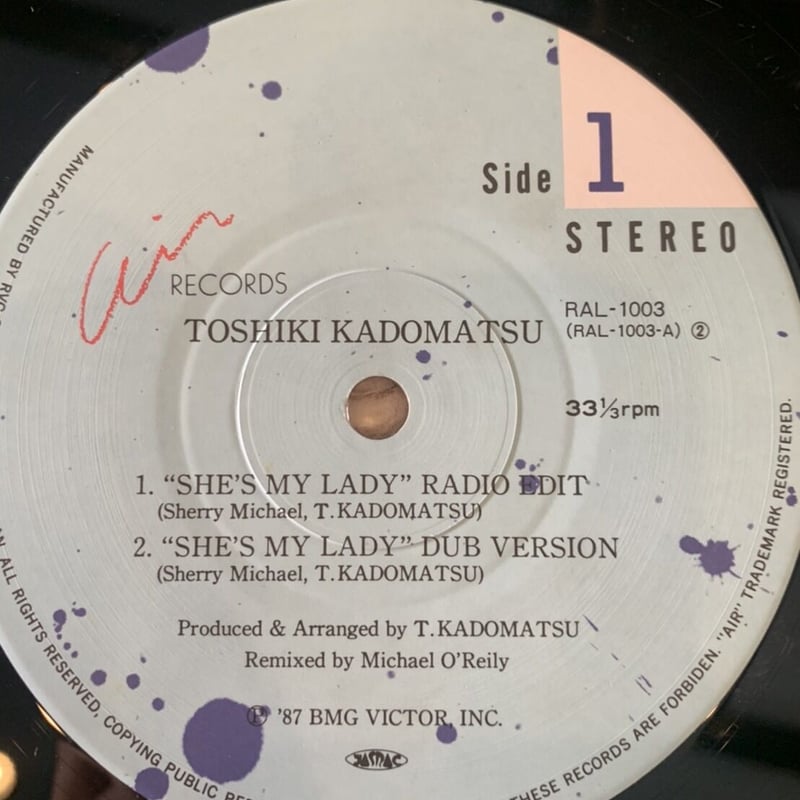 Side 1
STEREO
air
RECORDS
TOSHIKI KADOMATSU
RAL-1003
(RAL-1003-A) ②
33⅓rpm
1. “SHE'S MY LADY” RADIO EDIT
(Sherry Michael, T.KADOMATSU)
2. “SHE'S MY LADY” DUB VERSION
(Sherry Michael, T.KADOMATSU)
Produced & Arranged by T.KADOMATSU
Remixed by Michael O'Reily
Ⓟ '87 BMG VICTOR, INC.
JASRAC
MANUFACTURED BY
ALL RIGHTS RESERVED, COPYING PUBLIC
THESE RECORDS ARE FORBIDDEN. "AIR" TRADEMARK REGISTERED.